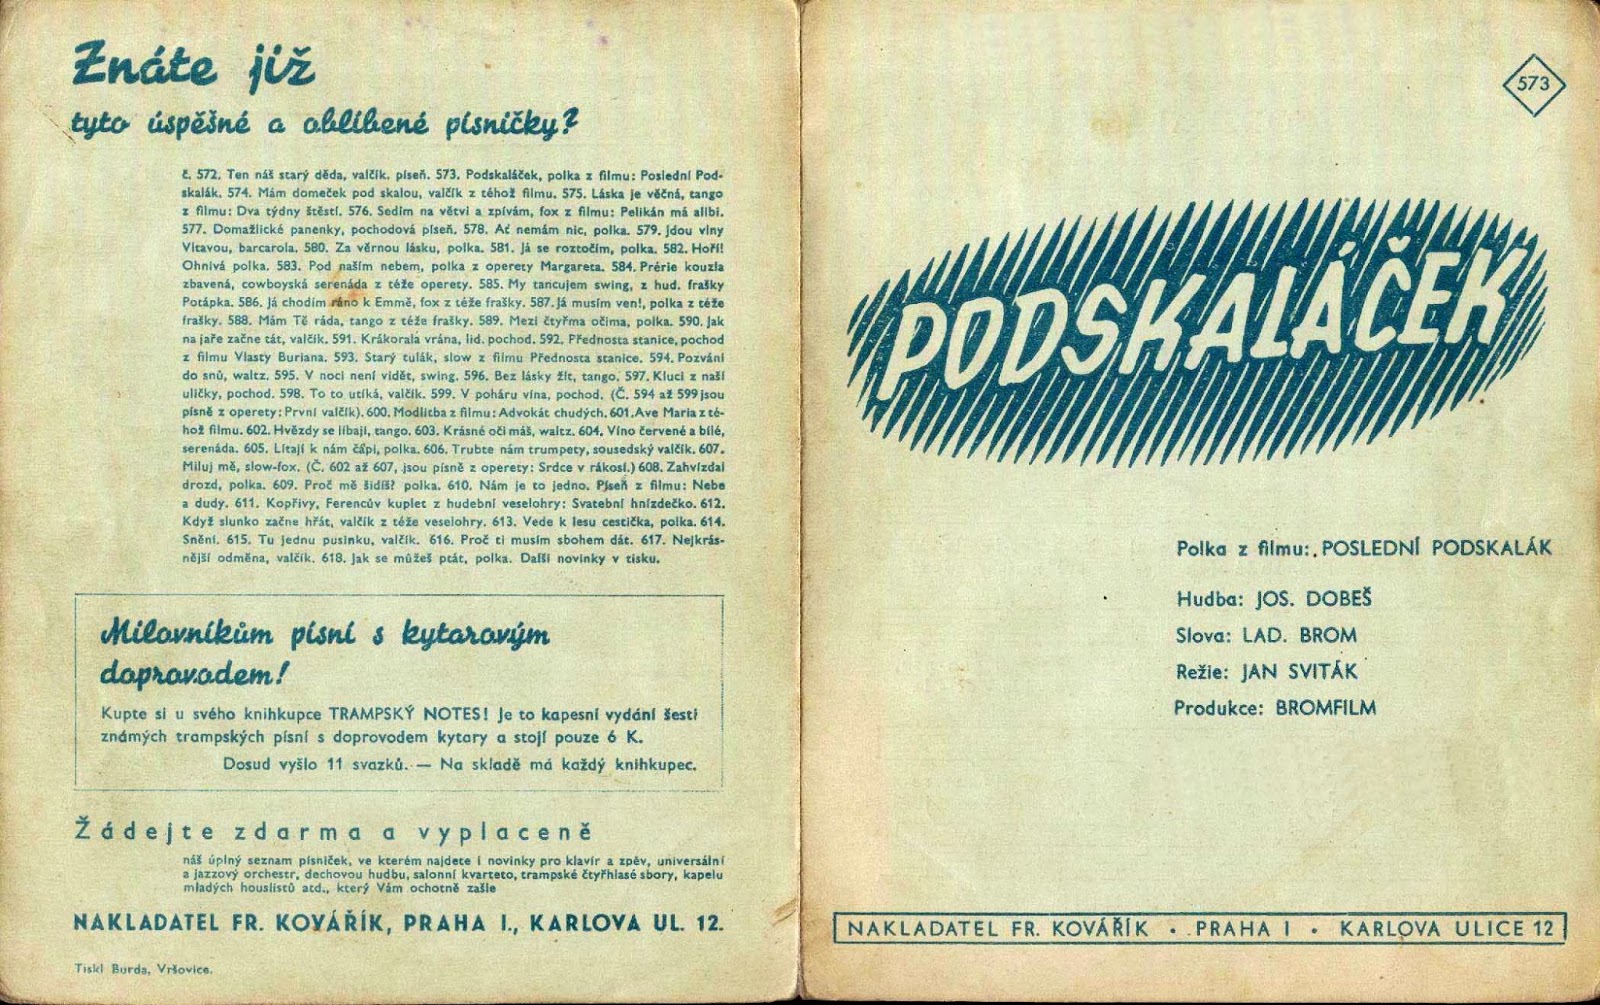 Znáte již
tyto úspěšné a oblíbené písničky?
č. 572. Ten náš starý děda, valčík. píseň. 573. Podskaláček, polka z filmu: Poslední Pod-
skalák. 574. Mám domeček pod skalou, valčík z téhož filmu. 575. Láska je věčná, tango
z filmu: Dva týdny štěstí. 576. Sedím na větvi a zpívám, fox z filmu: Pelikán má alibi.
577. Domažlické panenky, pochodová píseň. 578. Ať nemám nic, polka. 579. Jdou vlny
Vltavou, barcarola. 580. Za věrnou lásku, polka. 581. Já se roztočím, polka. 582. Hoří!
Ohnivá polka. 583. Pod naším nebem, polka z operety Margareta. 584. Prérie kouzla
zbavená, cowboyská serenáda z téže operety. 585. My tancujem swing, z hud. frašky
Potápka. 586. Já chodím ráno k Emmě, fox z téže frašky. 587. Já musím ven!, polka z téže
frašky. 588. Mám Tě ráda, tango z téže frašky. 589. Mezi čtyřma očima, polka. 590. Jak
na jaře začne tát, valčík. 591. Krákorala vrána, lid. pochod. 592. Přednosta stanice, pochod
z filmu Vlasty Buriana. 593. Starý tulák, slow z filmu Přednosta stanice. 594. Pozvání
do snů, waltz. 595. V noci není vidět, swing. 596. Bez lásky žít, tango. 597. Kluci z naší
uličky, pochod. 598. To to utíká, valčík. 599. V poháru vína, pochod. (Č. 594 až 599 jsou
písně z operety: První valčík). 600. Modlitba z filmu: Advokát chudých. 601. Ave Maria z té-
hož filmu. 602. Hvězdy se líbají, tango. 603. Krásné oči máš, waltz. 604. Víno červené a bílé,
serenáda. 605. Lítají k nám čápi, polka. 606. Trubte nám trumpety, sousedský valčík. 607.
Miluj mě, slow-fox. (Č. 602 až 607, jsou písně z operety: Srdce v rákosí.) 608. Zahvízdal
drozd, polka. 609. Proč mě šidíš? polka. 610. Nám je to jedno. Píseň z filmu: Nebe
a dudy. 611. Kopřivy, Ferencův kuplet z hudební veselohry: Svatební hnízdečko. 612.
Když slunko začne hřát, valčík z téže veselohry. 613. Vede k lesu cestička, polka. 614.
Snění. 615. Tu jednu pusinku, valčík. 616. Proč ti musím sbohem dát. 617. Nejkrás-
nější odměna, valčík. 618. Jak se můžeš ptát, polka. Další novinky v tisku.
Milovníkům písní s kytarovým
doprovodem!
Kupte si u svého knihkupce TRAMPSKÝ NOTES! Je to kapesní vydání šesti
známých trampských písní s doprovodem kytary a stojí pouze 6 K.
Dosud vyšlo 11 svazků. — Na skladě má každý knihkupec.
Žádejte zdarma a vyplaceně
náš úplný seznam písniček, ve kterém najdete i novinky pro klavír a zpěv, universální
a jazzový orchestr, dechovou hudbu, salonní kvarteto, trampské čtyřhlasé sbory, kapelu
mladých houslistů atd., který Vám ochotně zašle
NAKLADATEL FR. KOVÁŘÍK, PRAHA I., KARLOVA UL. 12.
Tiskl Burda, Vršovice.
573
PODSKALÁČEK
Polka z filmu: POSLEDNÍ PODSKALÁK
Hudba: JOS. DOBEŠ
Slova: LAD. BROM
Režie: JAN SVITÁK
Produkce: BROMFILM
NAKLADATEL FR. KOVÁŘÍK • PRAHA I • KARLOVA ULICE 12